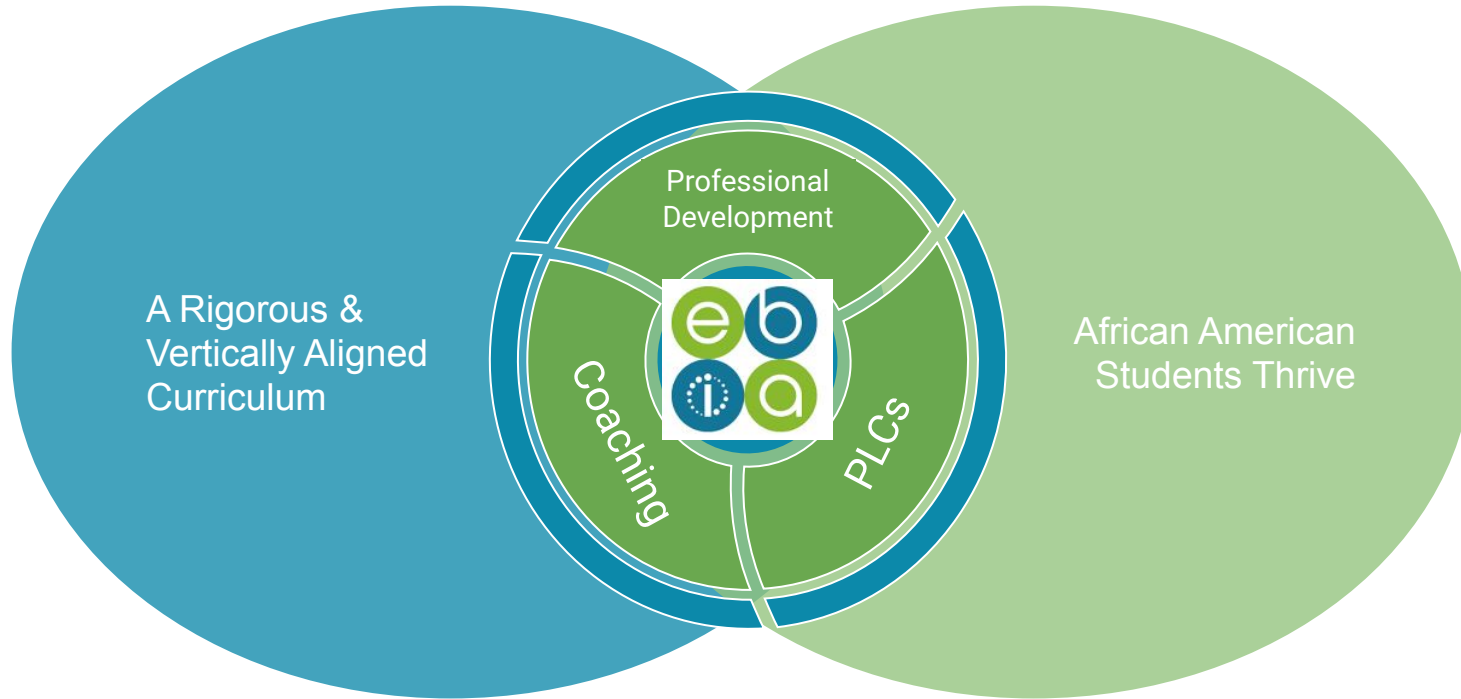 Professional
Development
A Rigorous &
Vertically Aligned
Curriculum
e b
i a
Coaching
PLCs
African American
Students Thrive